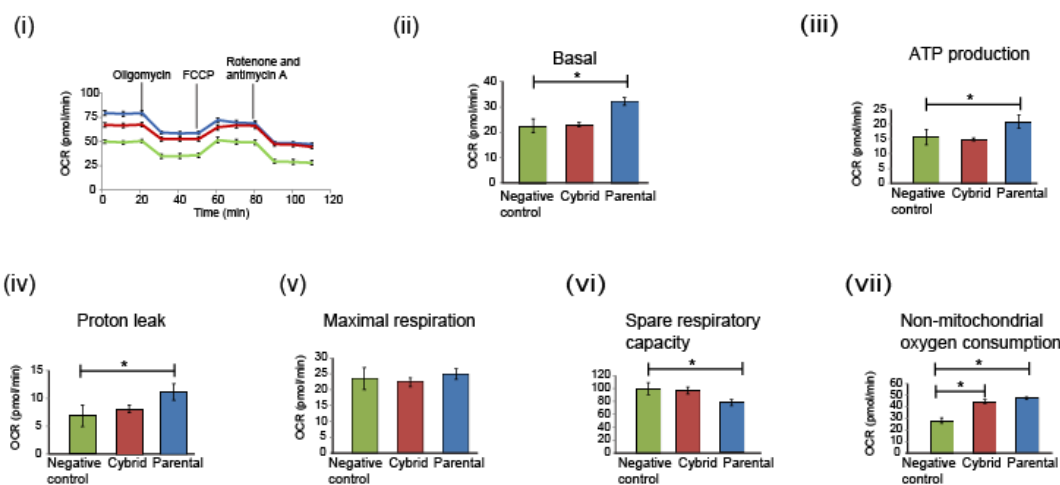 (i)
Oligomycin FCCP Rotenone and
antimycin A
OCR (pmol/min)
100
75
50
25
0
0 20 40 60 80 100 120
Time (min)
(ii)
Basal
*
OCR (pmol/min)
40
30
20
10
0
Negative Cybrid Parental
control
(iii)
ATP production
*
OCR (pmol/min)
25
20
15
10
5
0
Negative Cybrid Parental
control
(iv)
Proton leak
*
OCR (pmol/min)
15
10
5
0
Negative Cybrid Parental
control
(v)
Maximal respiration
OCR (pmol/min)
30
25
20
15
10
5
0
Negative Cybrid Parental
control
(vi)
Spare respiratory
capacity
*
OCR (pmol/min)
120
100
80
60
40
20
0
Negative Cybrid Parental
control
(vii)
Non-mitochondrial
oxygen consumption
*
*
OCR (pmol/min)
60
50
40
30
20
10
0
Negative Cybrid Parental
control